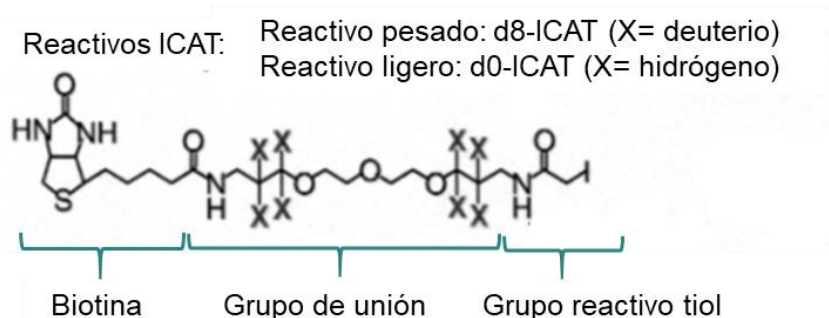 Reactivos ICAT:
Reactivo pesado: d8-ICAT (X= deuterio)
Reactivo ligero: d0-ICAT (X= hidrógeno)
O
HN NH
S
O
N
H
X X
X X
O
O
O
X X
X X
N
H
O
I
Biotina
Grupo de unión
Grupo reactivo tiol